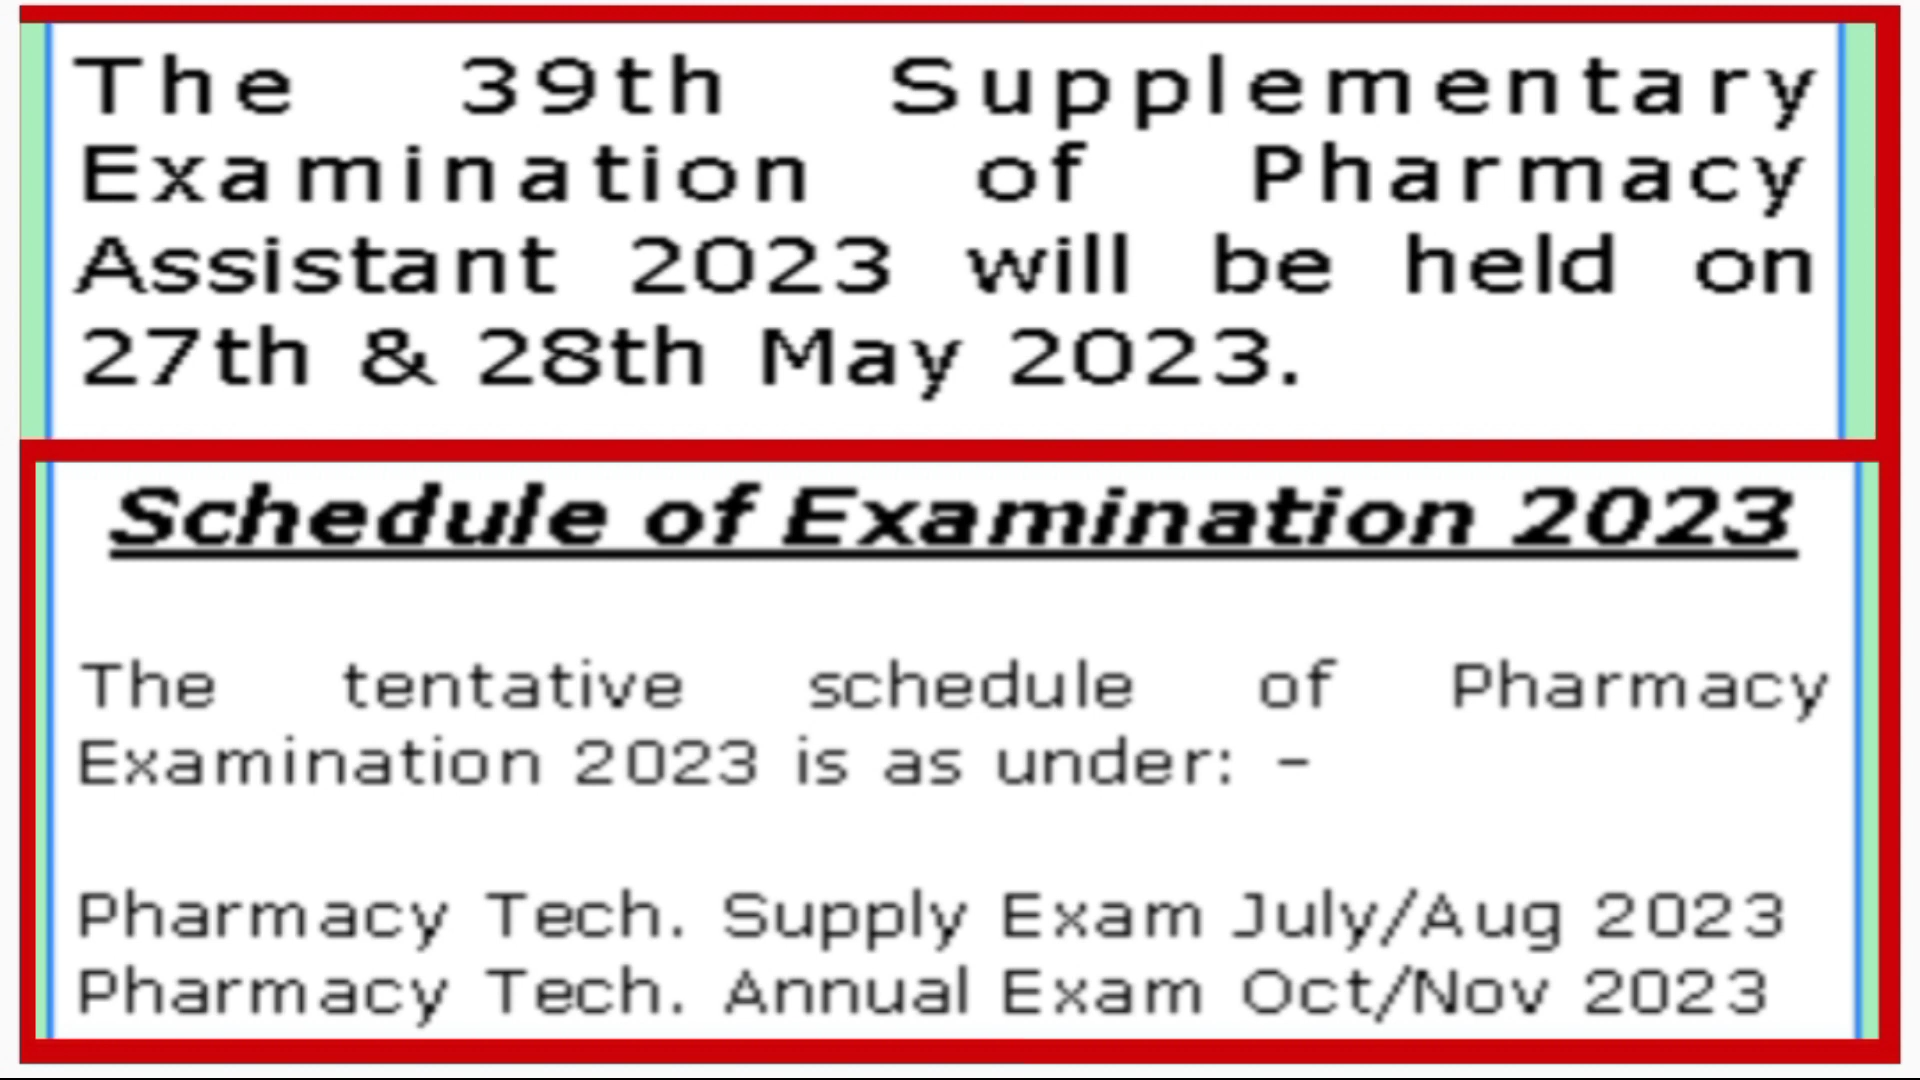 The 39th Supplementary
Examination of Pharmacy
Assistant 2023 will be held on
27th & 28th May 2023.
Schedule of Examination 2023
The tentative schedule of Pharmacy
Examination 2023 is as under: -
Pharmacy Tech. Supply Exam July/Aug 2023
Pharmacy Tech. Annual Exam Oct/Nov 2023